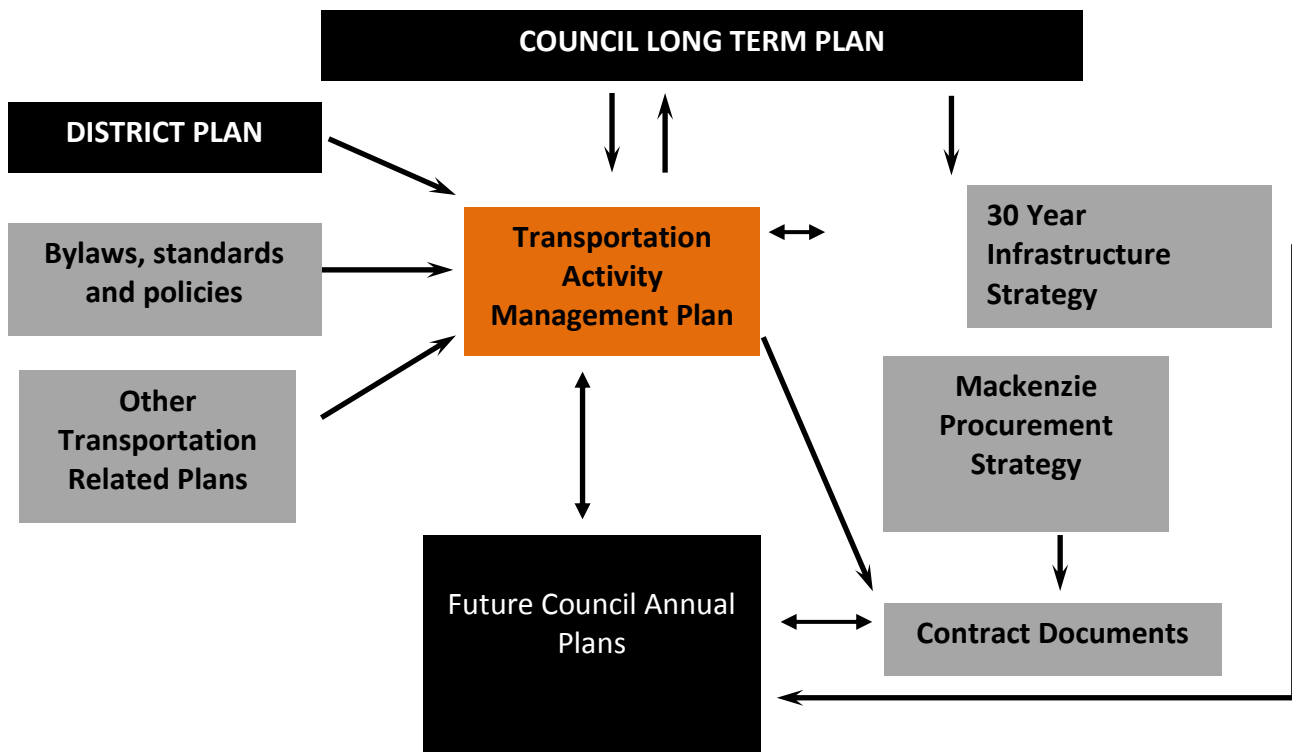 COUNCIL LONG TERM PLAN
DISTRICT PLAN
Bylaws, standards
and policies
Other
Transportation
Related Plans
Transportation
Activity
Management Plan
30 Year
Infrastructure
Strategy
Mackenzie
Procurement
Strategy
Future Council Annual
Plans
Contract Documents